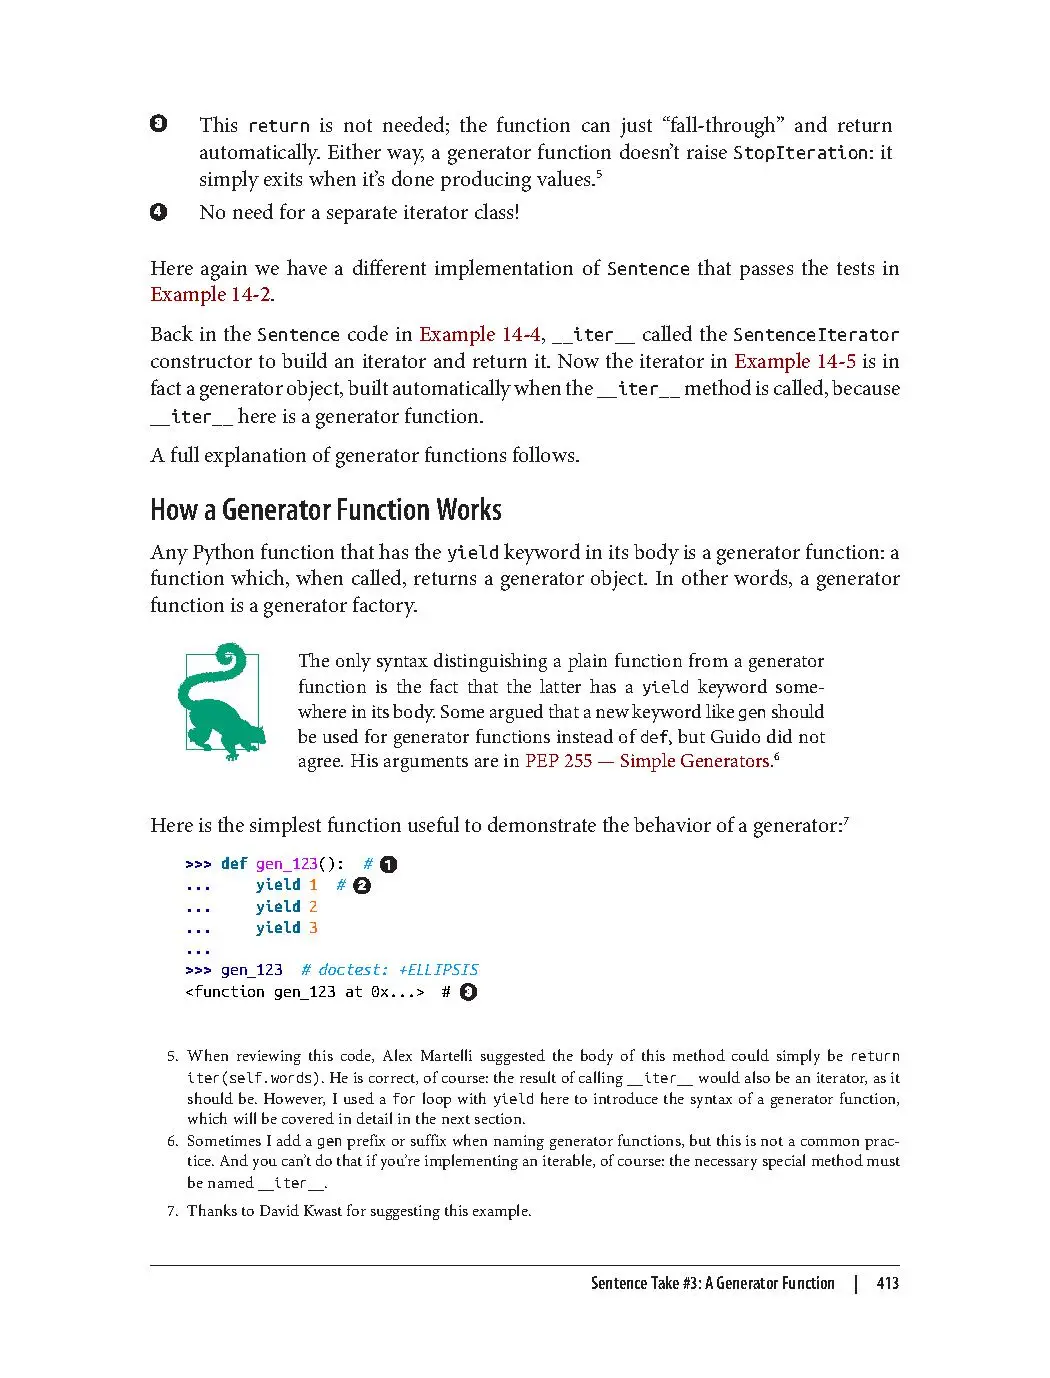 ❸ This return is not needed; the function can just “fall-through” and return
automatically. Either way, a generator function doesn’t raise StopIteration: it
simply exits when it’s done producing values.5
❹ No need for a separate iterator class!
Here again we have a different implementation of Sentence that passes the tests in
Example 14-2.
Back in the Sentence code in Example 14-4, __iter__ called the SentenceIterator
constructor to build an iterator and return it. Now the iterator in Example 14-5 is in
fact a generator object, built automatically when the __iter__ method is called, because
__iter__ here is a generator function.
A full explanation of generator functions follows.
How a Generator Function Works
Any Python function that has the yield keyword in its body is a generator function: a
function which, when called, returns a generator object. In other words, a generator
function is a generator factory.
The only syntax distinguishing a plain function from a generator
function is the fact that the latter has a yield keyword some-
where in its body. Some argued that a new keyword like gen should
be used for generator functions instead of def, but Guido did not
agree. His arguments are in PEP 255 — Simple Generators.6
Here is the simplest function useful to demonstrate the behavior of a generator:7
>>> def gen_123():  # ❶
...     yield 1  # ❷
...     yield 2
...     yield 3
...
>>> gen_123  # doctest: +ELLIPSIS
<function gen_123 at 0x...>  # ❸
5. When reviewing this code, Alex Martelli suggested the body of this method could simply be return
iter(self.words). He is correct, of course: the result of calling __iter__ would also be an iterator, as it
should be. However, I used a for loop with yield here to introduce the syntax of a generator function,
which will be covered in detail in the next section.
6. Sometimes I add a gen prefix or suffix when naming generator functions, but this is not a common prac-
tice. And you can’t do that if you’re implementing an iterable, of course: the necessary special method must
be named __iter__.
7. Thanks to David Kwast for suggesting this example.
Sentence Take #3: A Generator Function | 413